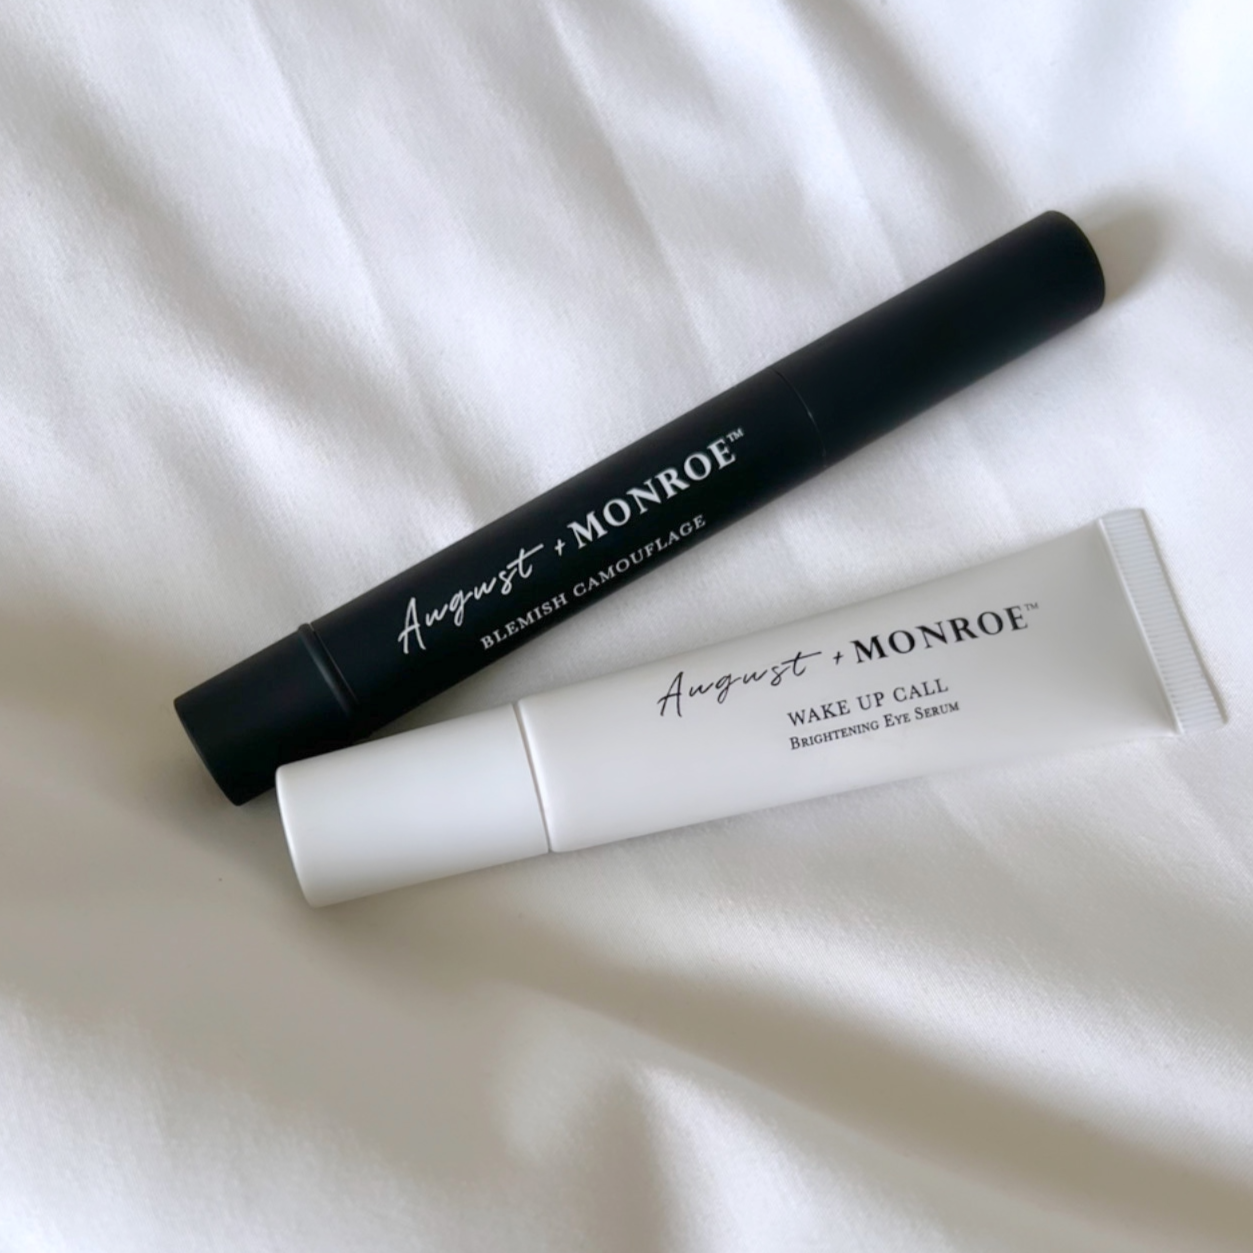 August + MONROE™
BLEMISH CAMOUFLAGE
August + MONROE™
WAKE UP CALL
BRIGHTENING EYE SERUM